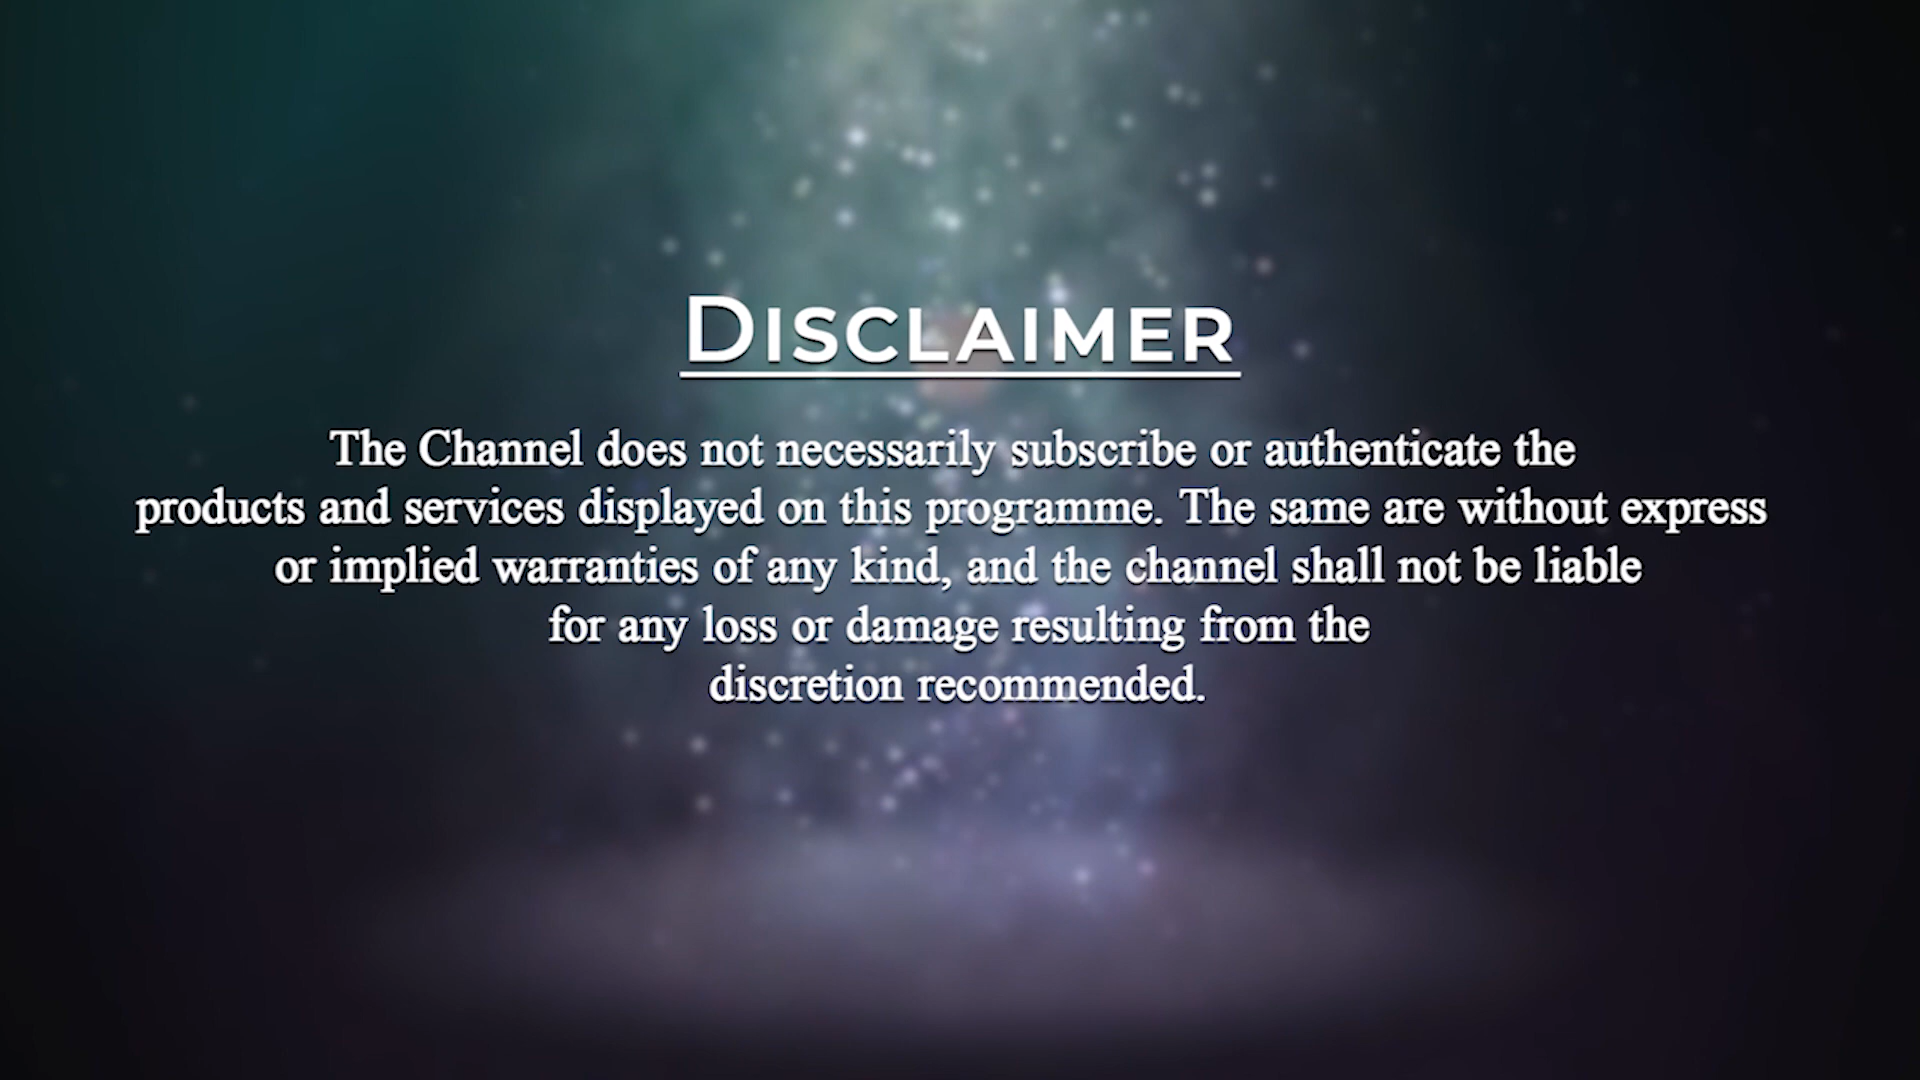 DISCLAIMER
The Channel does not necessarily subscribe or authenticate the
products and services displayed on this programme. The same are without express
or implied warranties of any kind, and the channel shall not be liable
for any loss or damage resulting from the
discretion recommended.